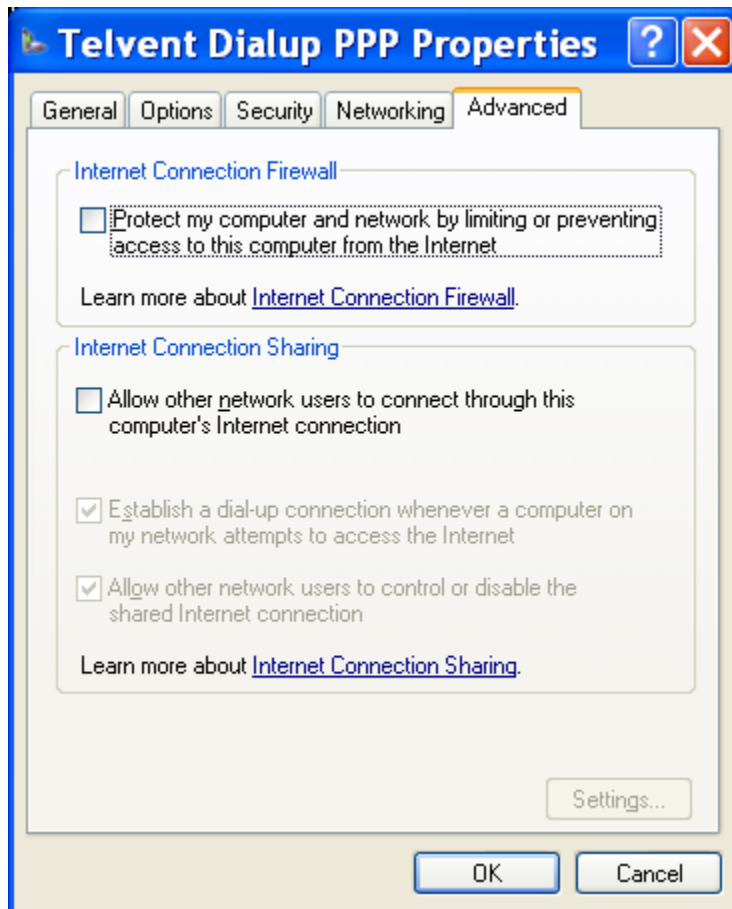 Telvent Dialup PPP Properties
General Options Security Networking Advanced
Internet Connection Firewall
Protect my computer and network by limiting or preventing
access to this computer from the Internet
Learn more about Internet Connection Firewall.
Internet Connection Sharing
Allow other network users to connect through this
computer's Internet connection
Establish a dial-up connection whenever a computer on
my network attempts to access the Internet
Allow other network users to control or disable the
shared Internet connection
Learn more about Internet Connection Sharing.
Settings...
OK Cancel